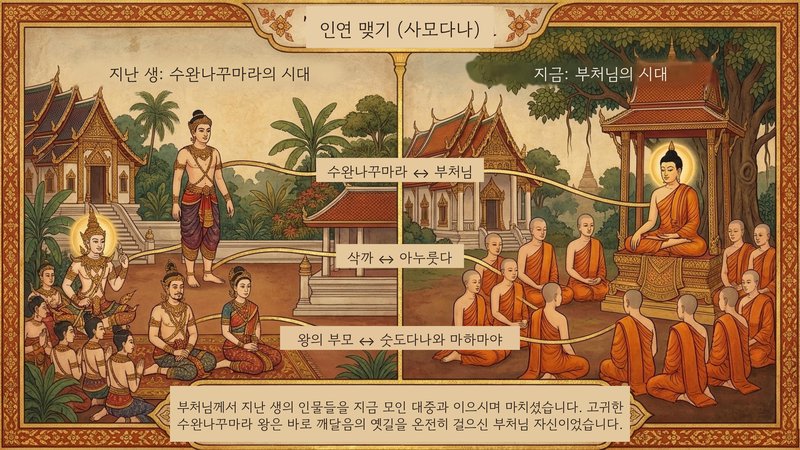 인연 맺기 (사모다나)
지난 생: 수완나꾸마라의 시대
지금: 부처님의 시대
수완나꾸마라 ↔ 부처님
삭까 ↔ 아누룻다
왕의 부모 ↔ 숫도다나와 마하마야
부처님께서 지난 생의 인물들을 지금 모인 대중과 이으시며 마치셨습니다. 고귀한
수완나꾸마라 왕은 바로 깨달음의 옛길을 온전히 걸으신 부처님 자신이었습니다.